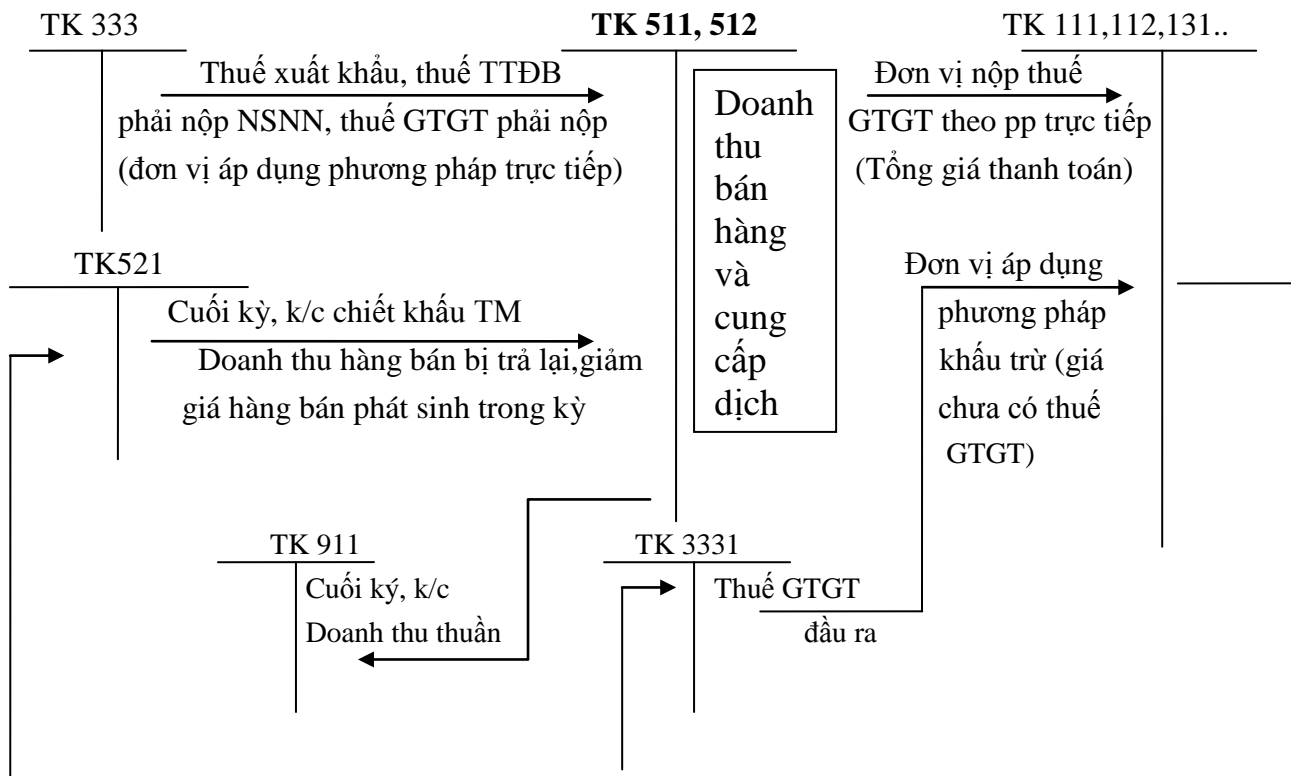 TK 333
TK 511, 512
TK 111,112,131..
Thuế xuất khẩu, thuế TTĐB
phải nộp NSNN, thuế GTGT phải nộp
(đơn vị áp dụng phương pháp trực tiếp)
Doanh
thu
bán
hàng
và
cung
cấp
dịch
Đơn vị nộp thuế
GTGT theo pp trực tiếp
(Tổng giá thanh toán)
TK521
Cuối kỳ, k/c chiết khấu TM
Doanh thu hàng bán bị trả lại,giảm
giá hàng bán phát sinh trong kỳ
Đơn vị áp dụng
phương pháp
khấu trừ (giá
chưa có thuế
GTGT)
TK 911
Cuối ký, k/c
Doanh thu thuần
TK 3331
Thuế GTGT
đầu ra